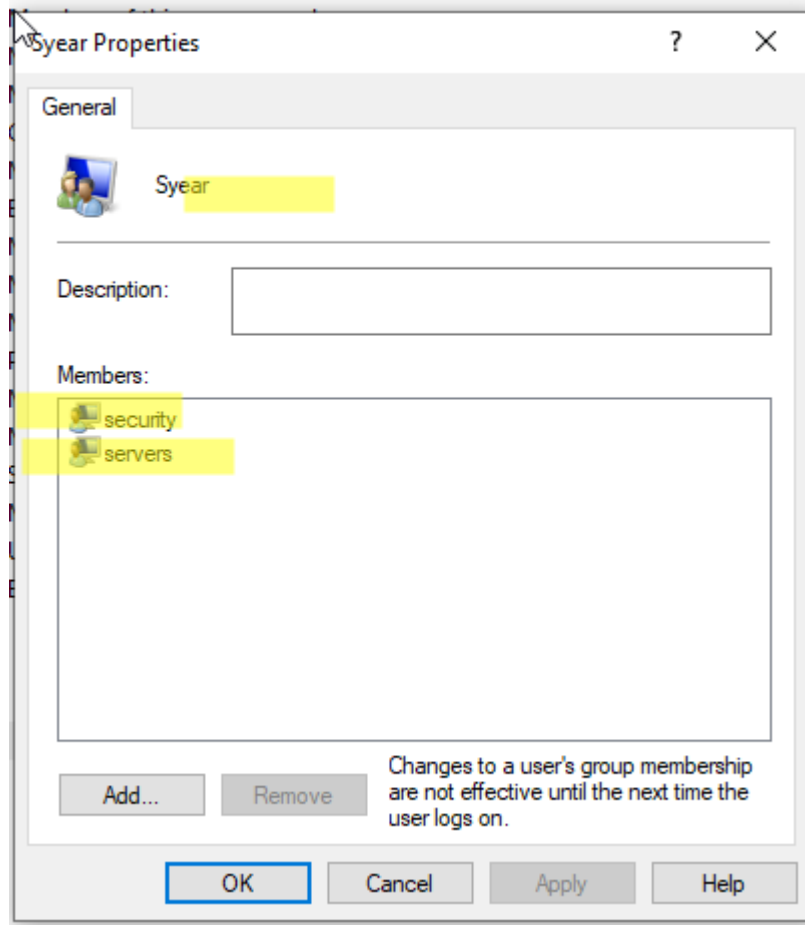 Syear Properties
?
General
Syear
Description:
Members:
security
servers
Add...
Remove
Changes to a user's group membership
are not effective until the next time the
user logs on.
OK
Cancel
Apply
Help